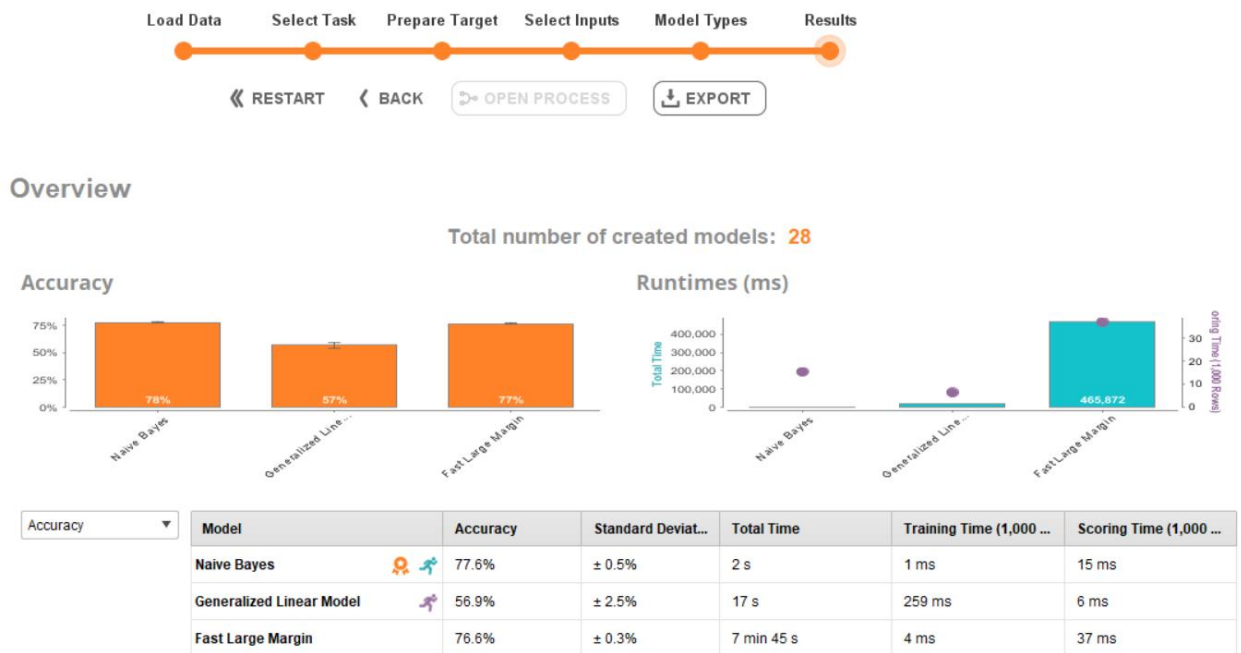 Load Data Select Task Prepare Target Select Inputs Model Types Results
RESTART BACK OPEN PROCESS EXPORT
Overview
Total number of created models: 28
Accuracy
75%
50%
25%
0%
78% 57% 77%
Naive Bayes
Generalized Line...
Fast Large Margin
Runtimes (ms)
Total Time
400,000
300,000
200,000
100,000
0
465,872
30
20
10
0
oring Time (1,000 Rows)
Naive Bayes
Generalized Line...
Fast Large Margin
Accuracy
Model Accuracy Standard Deviat... Total Time Training Time (1,000 ... Scoring Time (1,000 ...
Naive Bayes 77.6% ± 0.5% 2 s 1 ms 15 ms
Generalized Linear Model 56.9% ± 2.5% 17 s 259 ms 6 ms
Fast Large Margin 76.6% ± 0.3% 7 min 45 s 4 ms 37 ms